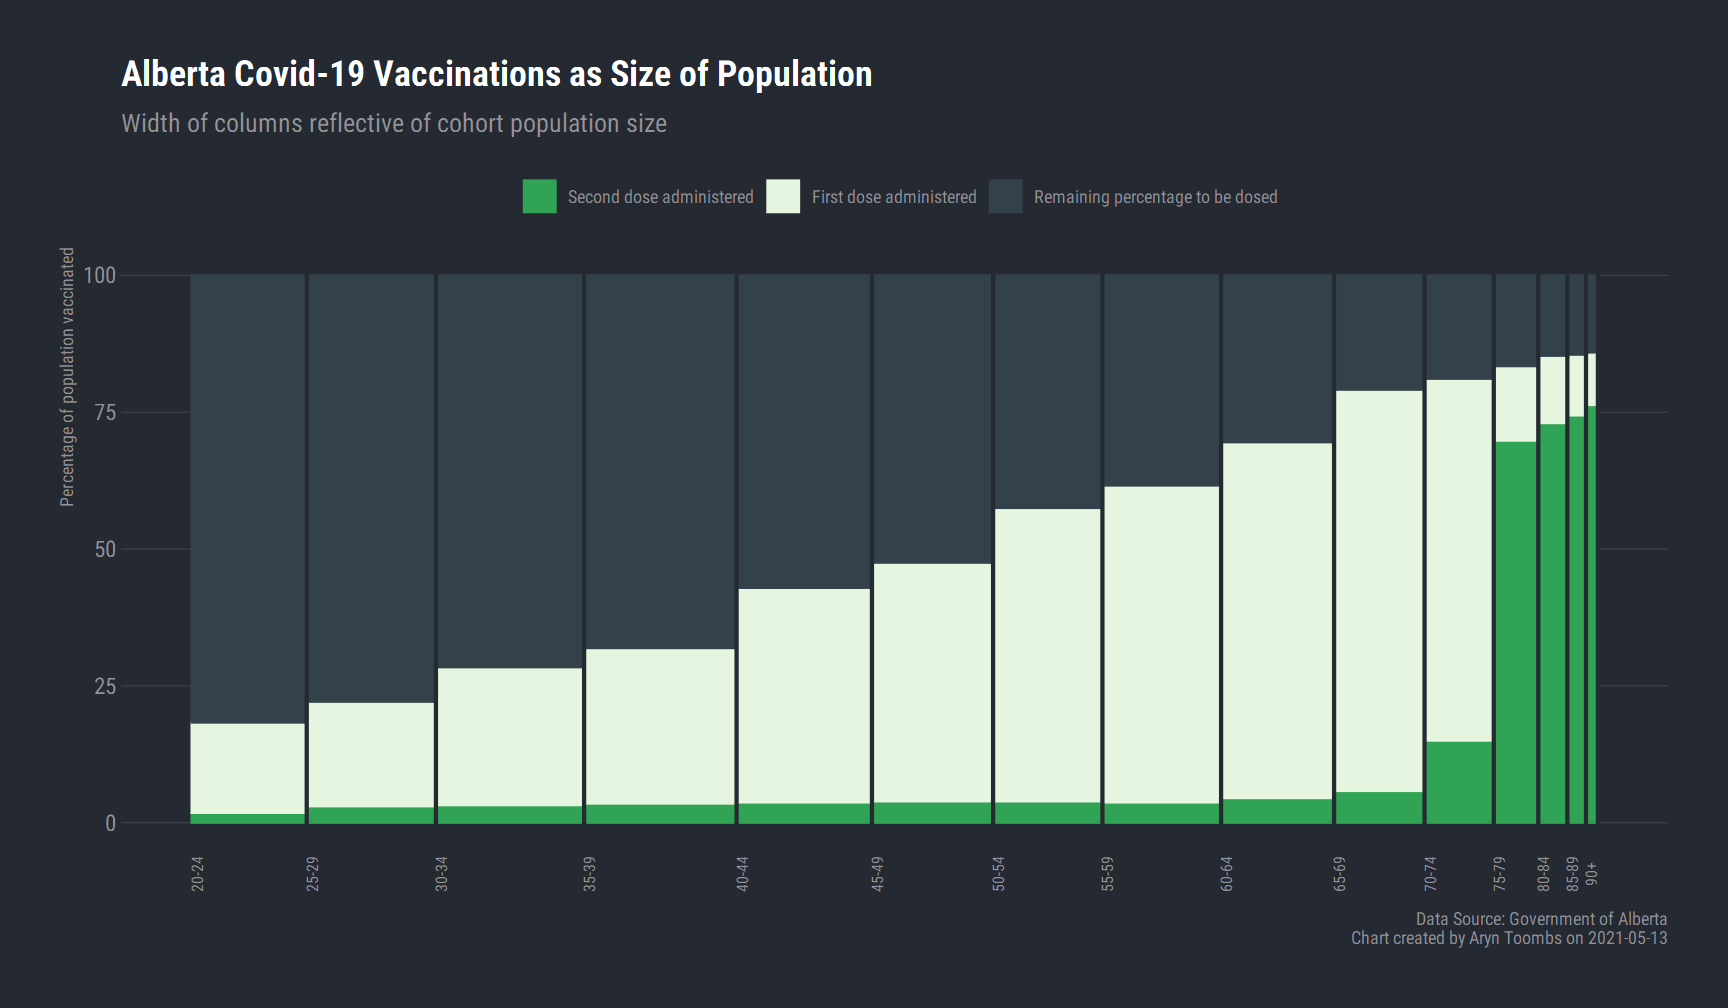 Alberta Covid-19 Vaccinations as Size of Population
Width of columns reflective of cohort population size
Second dose administered
First dose administered
Remaining percentage to be dosed
Percentage of population vaccinated
100
75
50
25
0
20-24
25-29
30-34
35-39
40-44
45-49
50-54
55-59
60-64
65-69
70-74
75-79
80-84
85-89
90+
Data Source: Government of Alberta
Chart created by Aryn Toombs on 2021-05-13